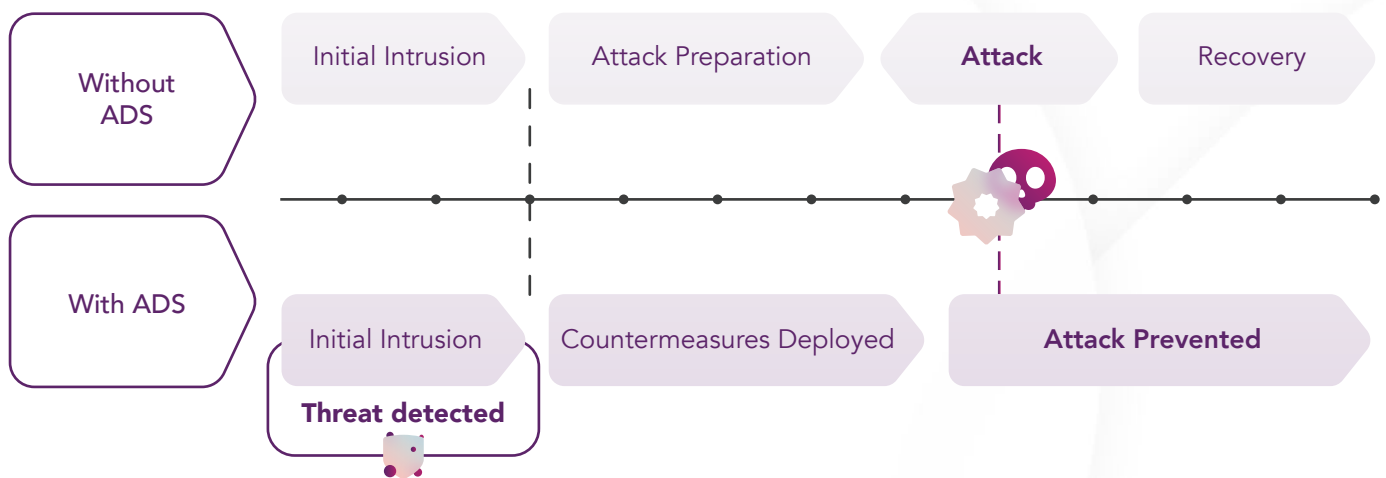 Without
ADS
Initial Intrusion
Attack Preparation
Attack
Recovery
With ADS
Initial Intrusion
Countermeasures Deployed
Attack Prevented
Threat detected